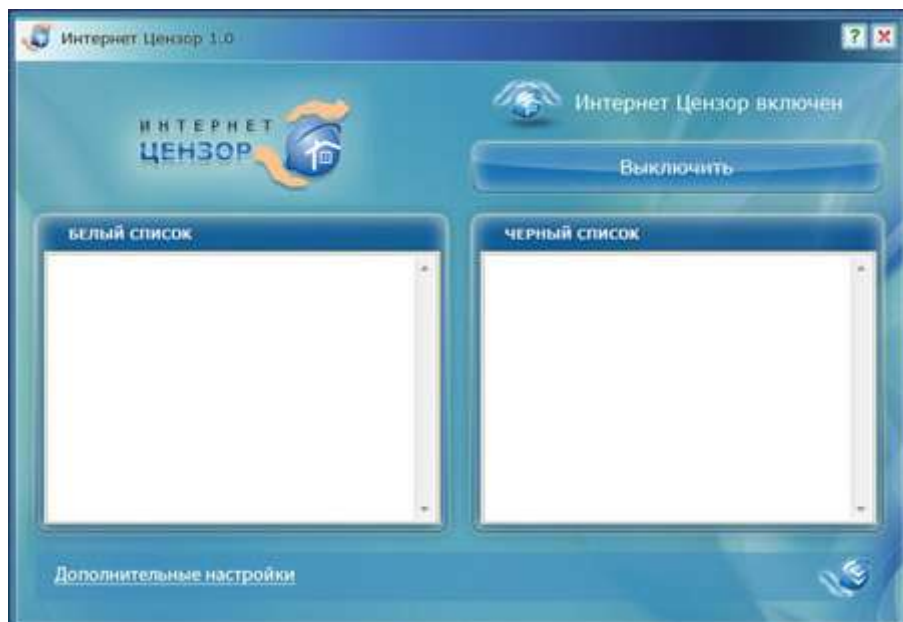 Интернет Цензор 1.0
ИНТЕРНЕТ
ЦЕНЗОР
Интернет Цензор включен
Выключить
БЕЛЫЙ СПИСОК
ЧЕРНЫЙ СПИСОК
Дополнительные настройки